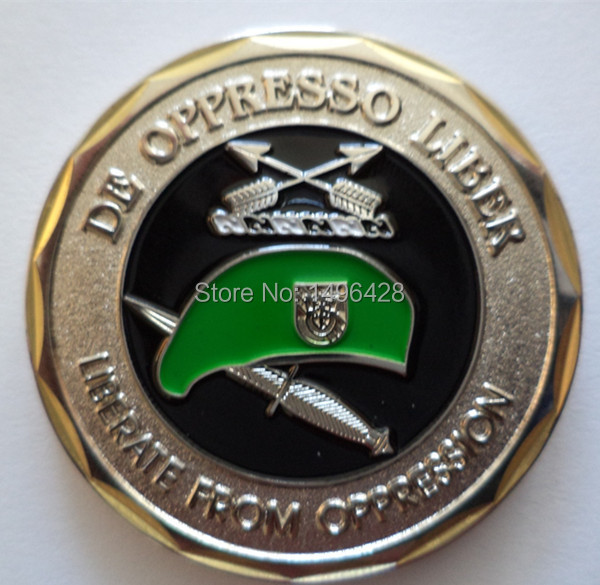 DE OPPRESSO LIBER
Store No: 1496428
LIBERATE FROM OPPRESSION